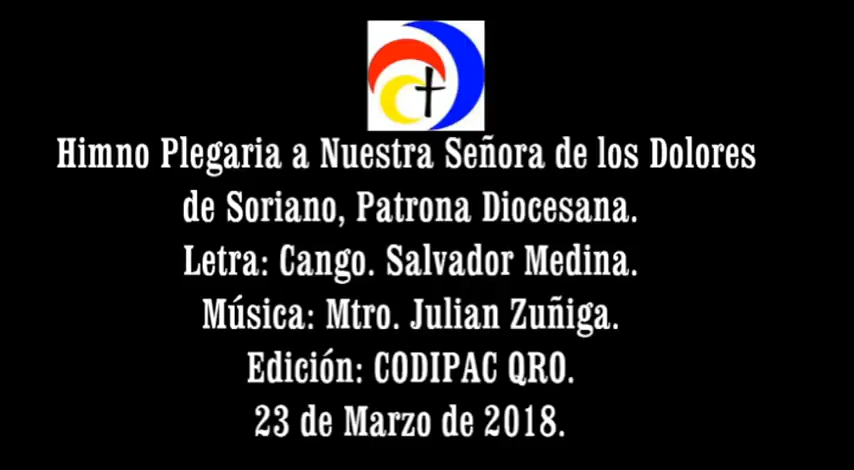 Himno Plegaria a Nuestra Señora de los Dolores
de Soriano, Patrona Diocesana.
Letra: Cango. Salvador Medina.
Música: Mtro. Julian Zuñiga.
Edición: CODIPAC QRO.
23 de Marzo de 2018.